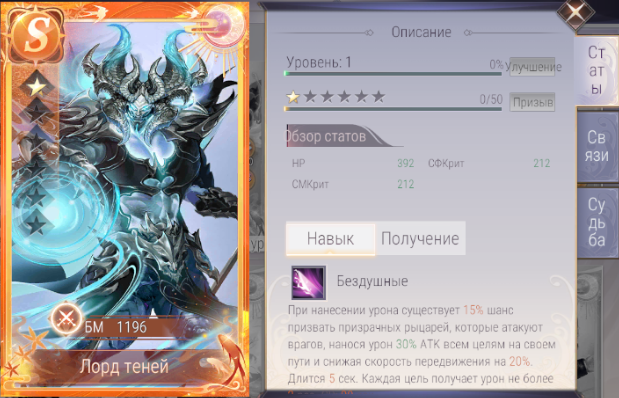 S
БМ 1196
Лорд теней
Описание
Уровень: 1
0%
Улучшение
0/50
Призыв
Обзор статов
HP 392 СФКрит 212
СМКрит 212
Навык Получение
Бездушные
При нанесении урона существует 15% шанс
призвать призрачных рыцарей, которые атакуют
врагов, нанося урон 30% АТК всем целям на своем
пути и снижая скорость передвижения на 20%.
Длится 5 сек. Каждая цель получает урон не более
Ст
ат
ы
Св
язи
Су
дь
ба